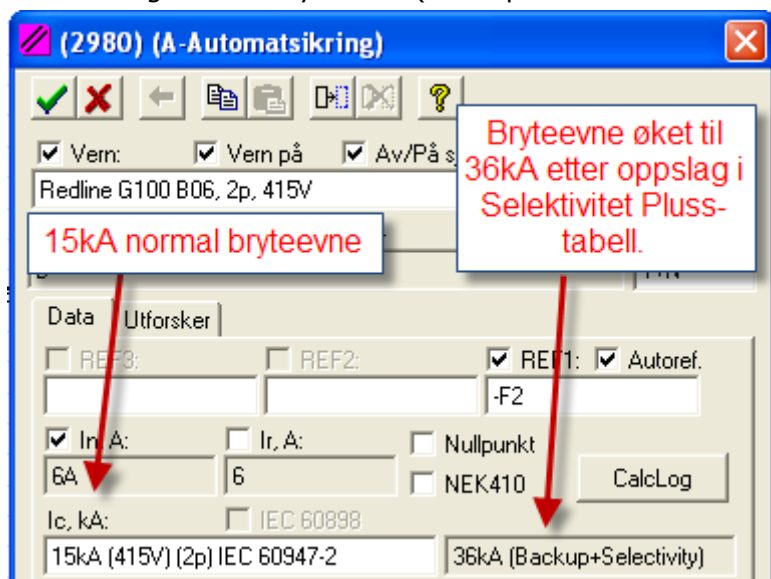 (2980) (A-Automatsikring)
Vern: Vern på Av/På s
Bryteevne øket til
36kA etter oppslag i
Selektivitet Pluss-
tabell.
Redline G100 B06, 2p, 415V
15kA normal bryteevne
Data Utforsker
REF3: REF2: REF1: Autoref.
-F2
In, A: Ir, A: Nullpunkt
6A 6 NEK410 CalcLog
Ic, kA: IEC 60898
15kA (415V) (2p) IEC 60947-2 36kA (Backup+Selectivity)